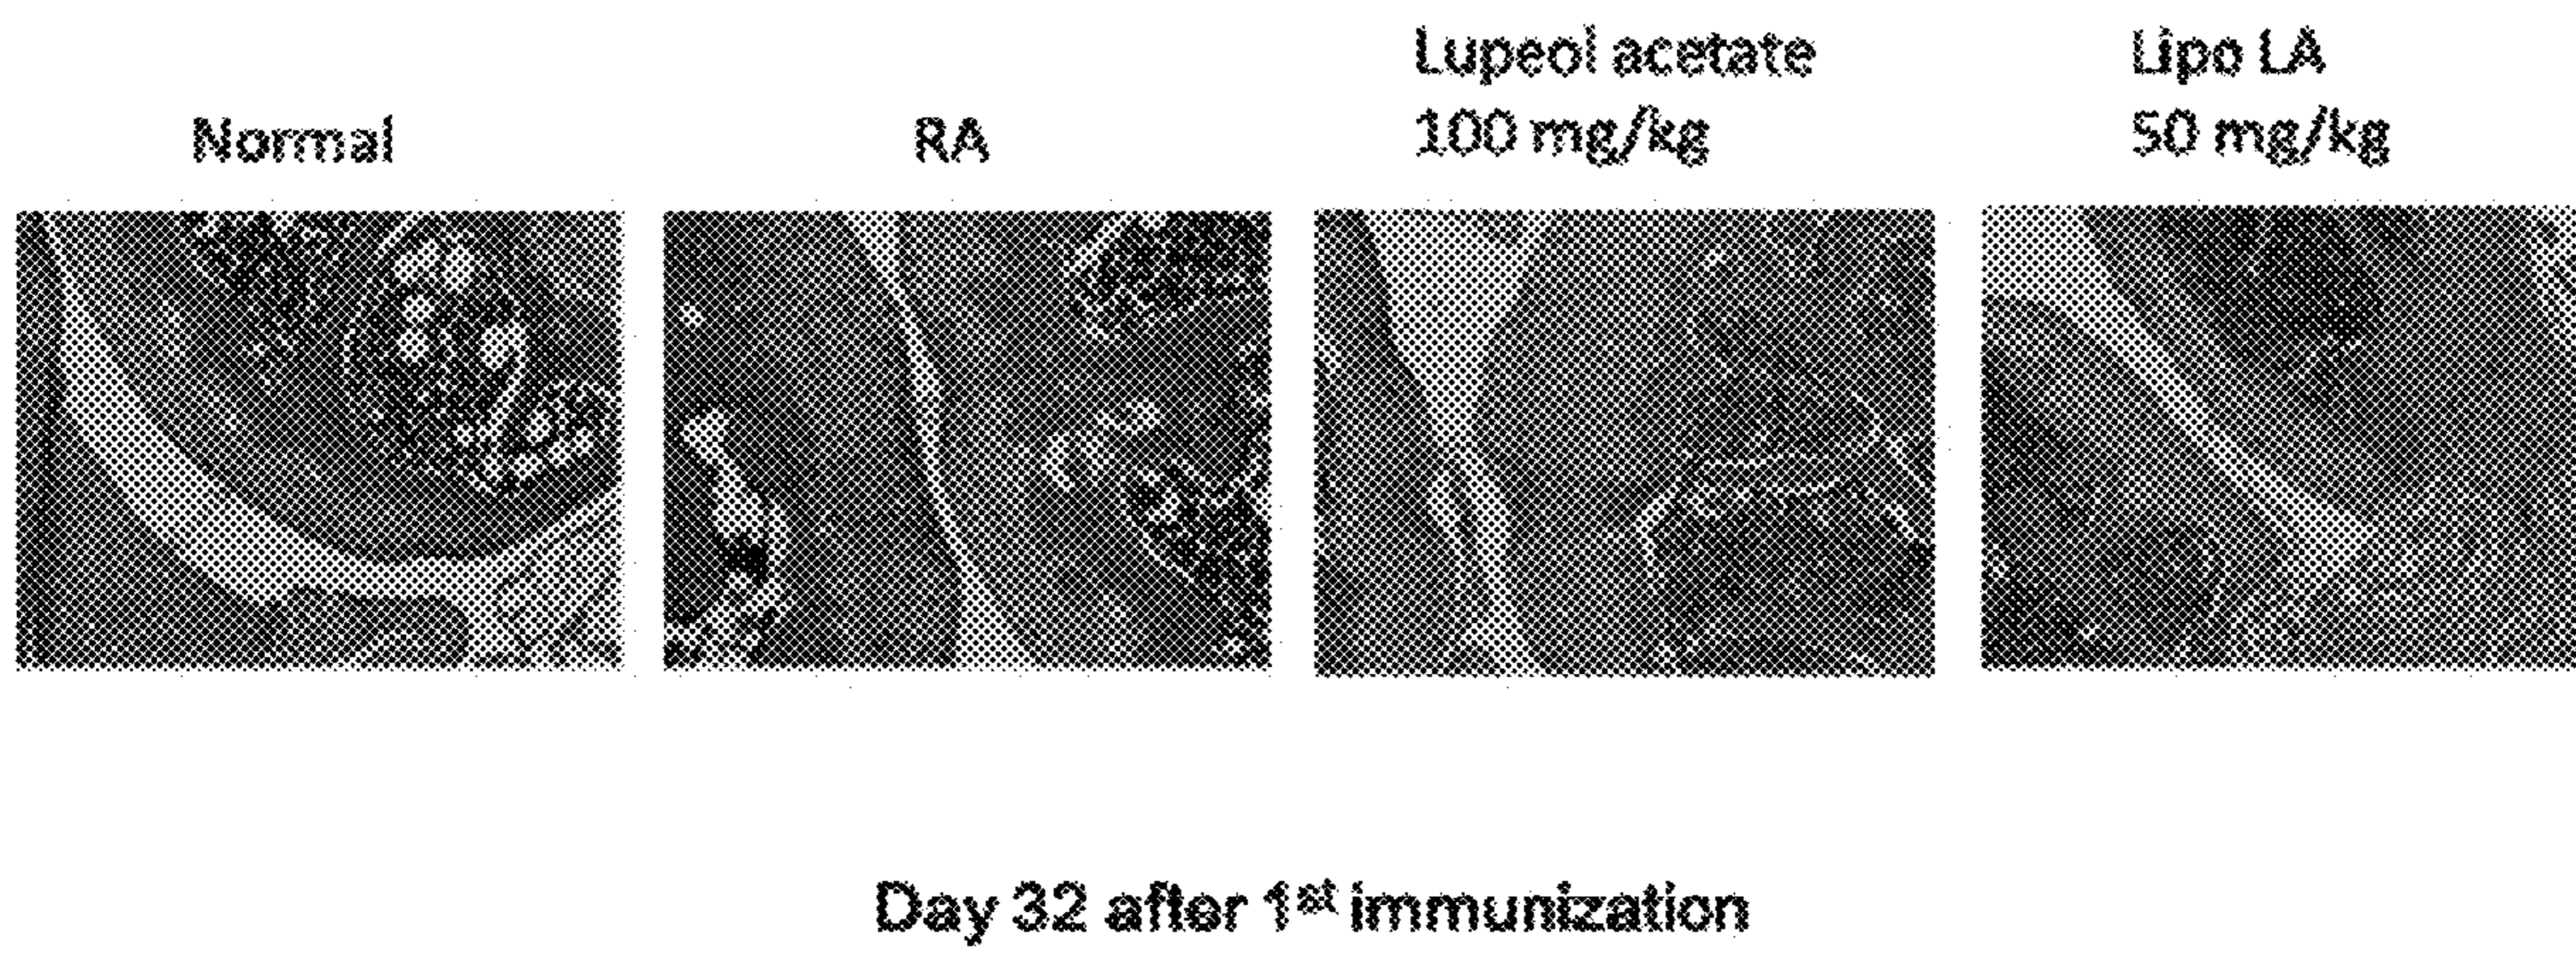 Normal
RA
Lupeol acetate
100 mg/kg
Lipo LA
50 mg/kg
Day 32 after 1st immunization